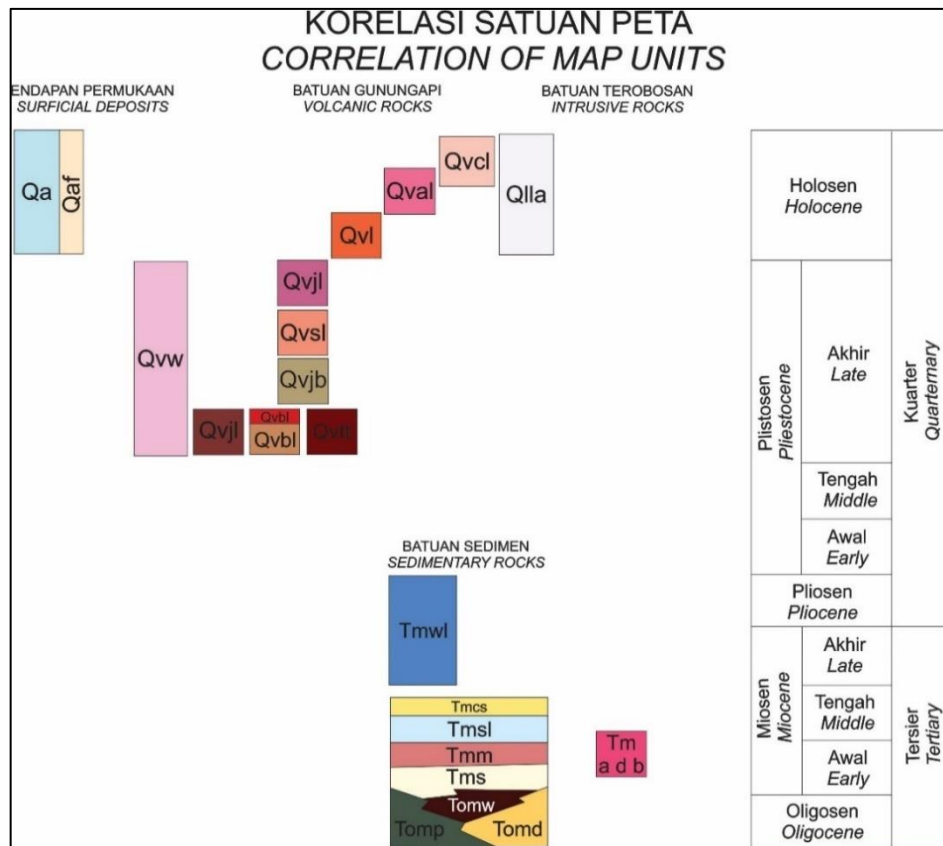 KORELASI SATUAN PETA
CORRELATION OF MAP UNITS
ENDAPAN PERMUKAAN
SURFICIAL DEPOSITS
BATUAN GUNUNGAPI
VOLCANIC ROCKS
BATUAN TEROBOSAN
INTRUSIVE ROCKS
Qa
Qaf
Qvcl
Qval
Qlla
Qvl
Qvjl
Qvsl
Qvw
Qvjb
Qvjl
Qvbl
Qvbl
BATUAN SEDIMEN
SEDIMENTARY ROCKS
Tmwl
Tmcs
Tmsl
Tmm
Tms
Tomw
Tomp
Tomd
Tm
a d b
Holosen
Holocene
Plistosen
Pliestocene
Akhir
Late
Tengah
Middle
Awal
Early
Pliosen
Pliocene
Kuarter
Quarternary
Miosen
Miocene
Akhir
Late
Tengah
Middle
Awal
Early
Oligosen
Oligocene
Tersier
Tertiary